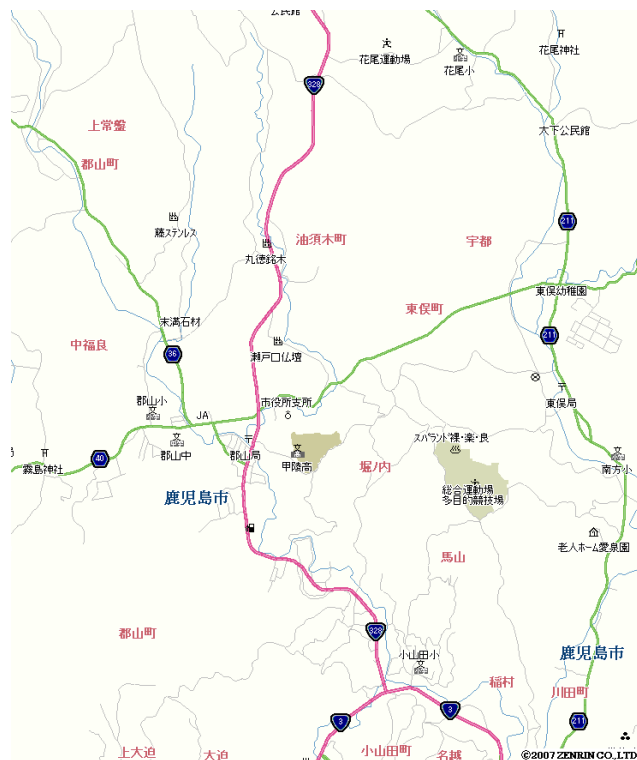 公民館
花尾運動場
花尾小
花尾神社
328
上常盤
郡山町
大下公民館
藤ステンレス
211
油須木町
宇都
丸徳銘木
東俣幼稚園
東俣町
末満石材
211
中福良
36
瀬戸口仏壇
郡山小
市役所支所
東俣局
JA
スパランド裸・楽・良
霧島神社
40
郡山中
郡山局
甲陵高
堀ノ内
南方小
鹿児島市
総合運動場
多目的競技場
老人ホーム愛泉園
馬山
郡山町
328
小山田小
鹿児島市
稲村
川田町
3
3
211
上大迫
大迫
小山田町
名越
©2007 ZENRIN CO., LTD